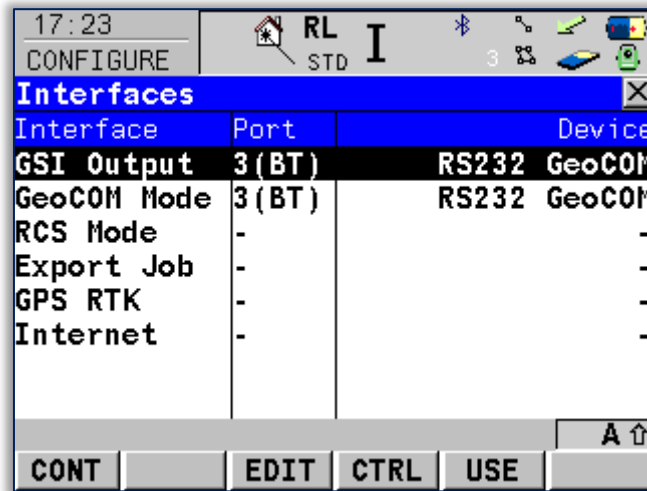 17:23
CONFIGURE
RL
STD
I
3
Interfaces
Interface Port Device
GSI Output 3(BT) RS232 GeoCOM
GeoCOM Mode 3(BT) RS232 GeoCOM
RCS Mode - -
Export Job - -
GPS RTK - -
Internet - -
A
CONT EDIT CTRL USE